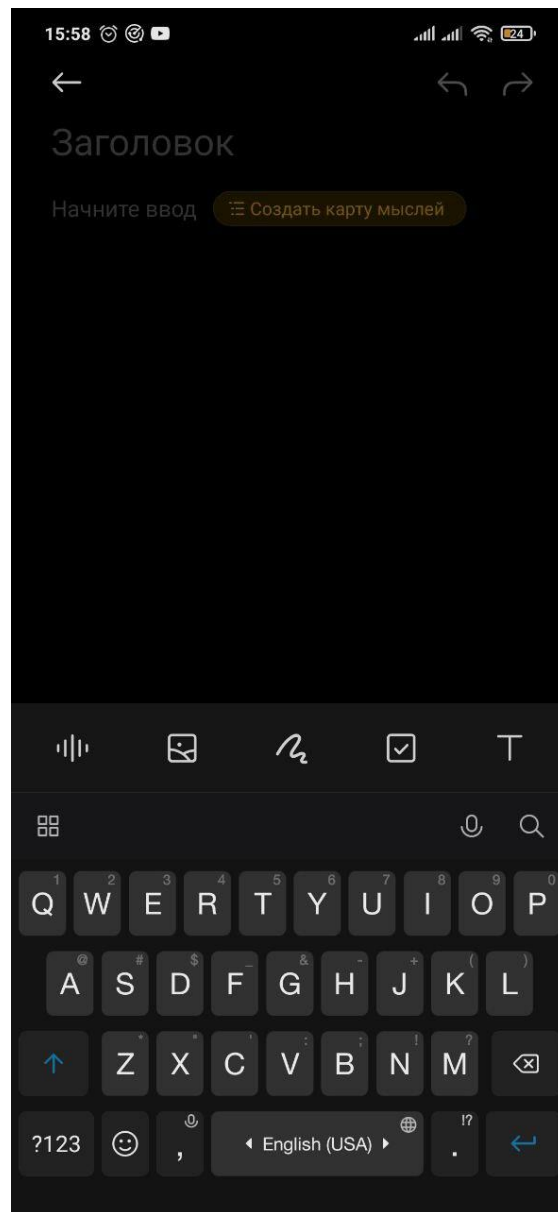 15:58 24
Заголовок
Начните ввод Создать карту мыслей
1 2 3 4 5 6 7 8 9 0
Q W E R T Y U I O P
@ # $ _ & - + ( )
A S D F G H J K L
* " ' : ; ! ?
Z X C V B N M
?123 , English (USA) . !?